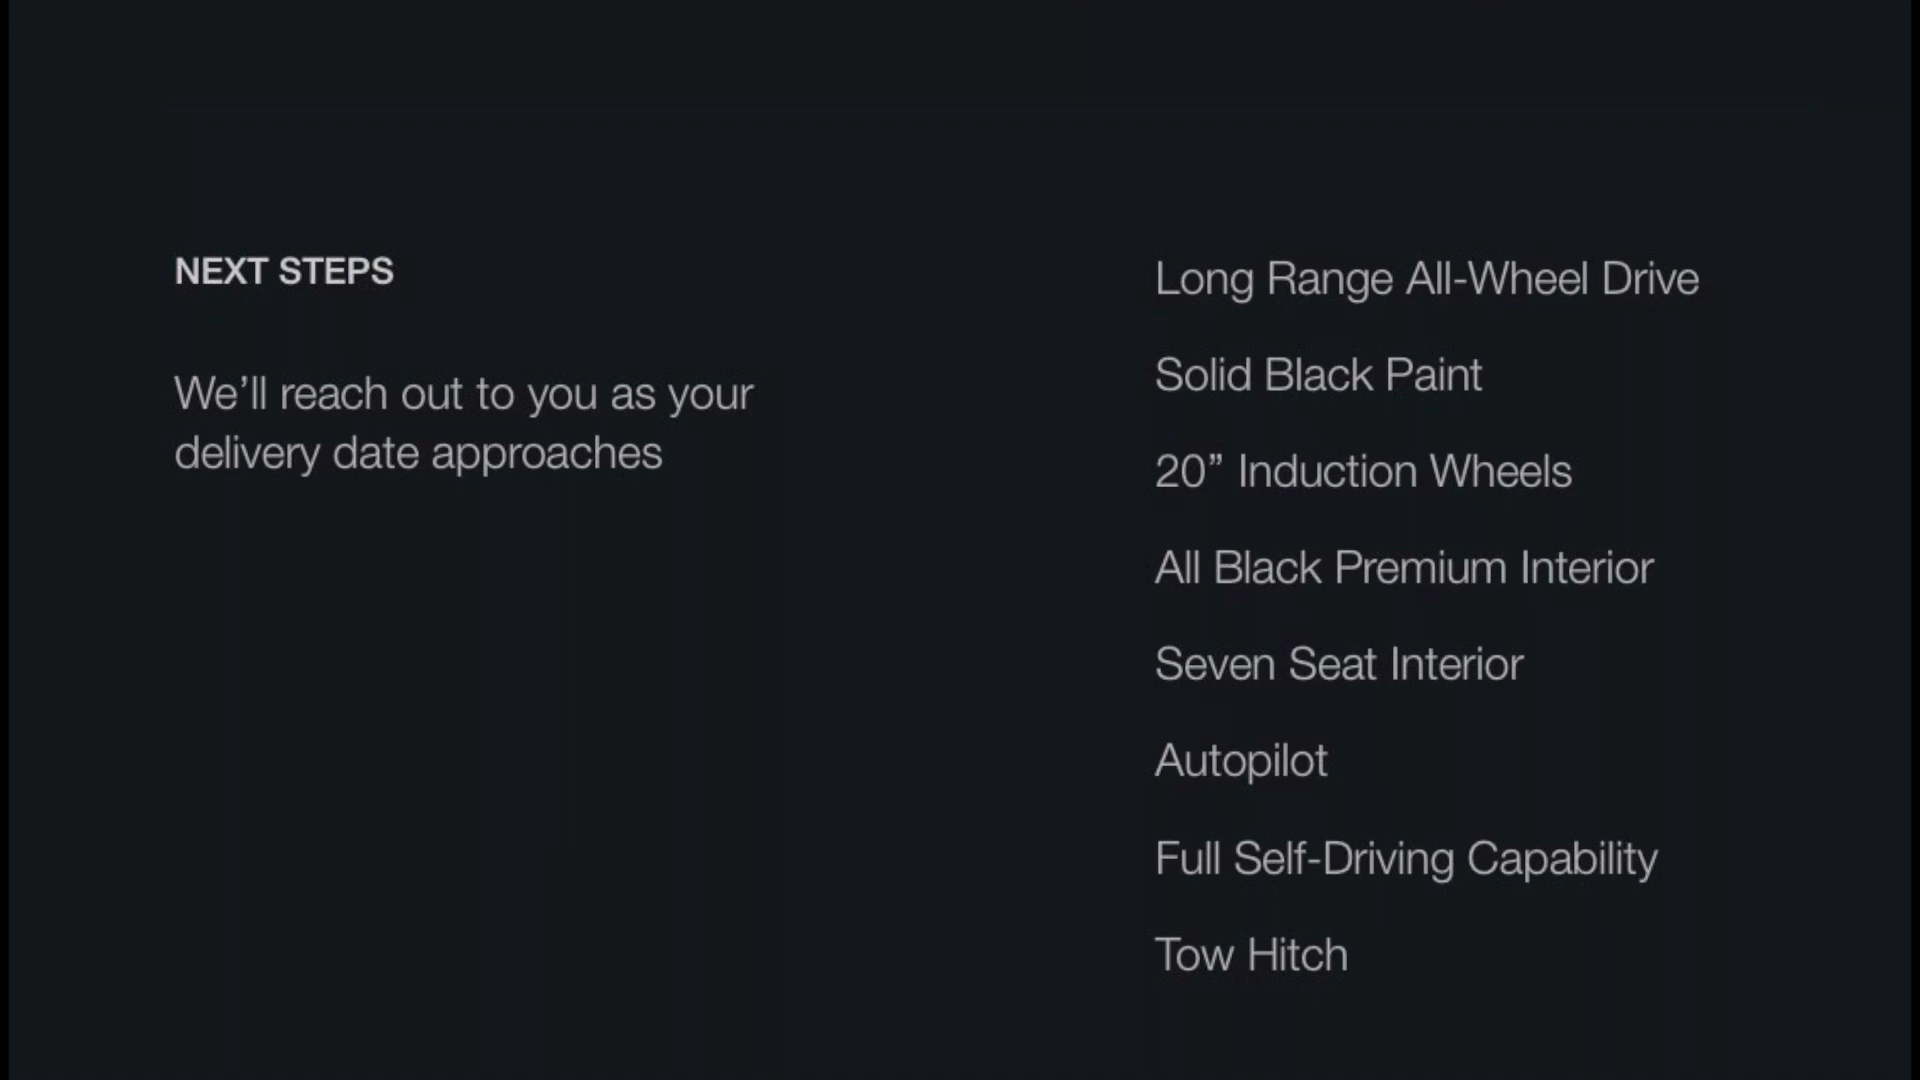 NEXT STEPS
We’ll reach out to you as your
delivery date approaches
Long Range All-Wheel Drive
Solid Black Paint
20” Induction Wheels
All Black Premium Interior
Seven Seat Interior
Autopilot
Full Self-Driving Capability
Tow Hitch